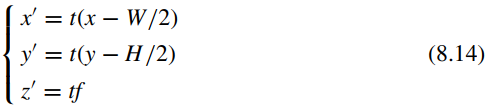 x′ = t(x − W/2)
y′ = t(y − H/2) (8.14)
z′ = tf